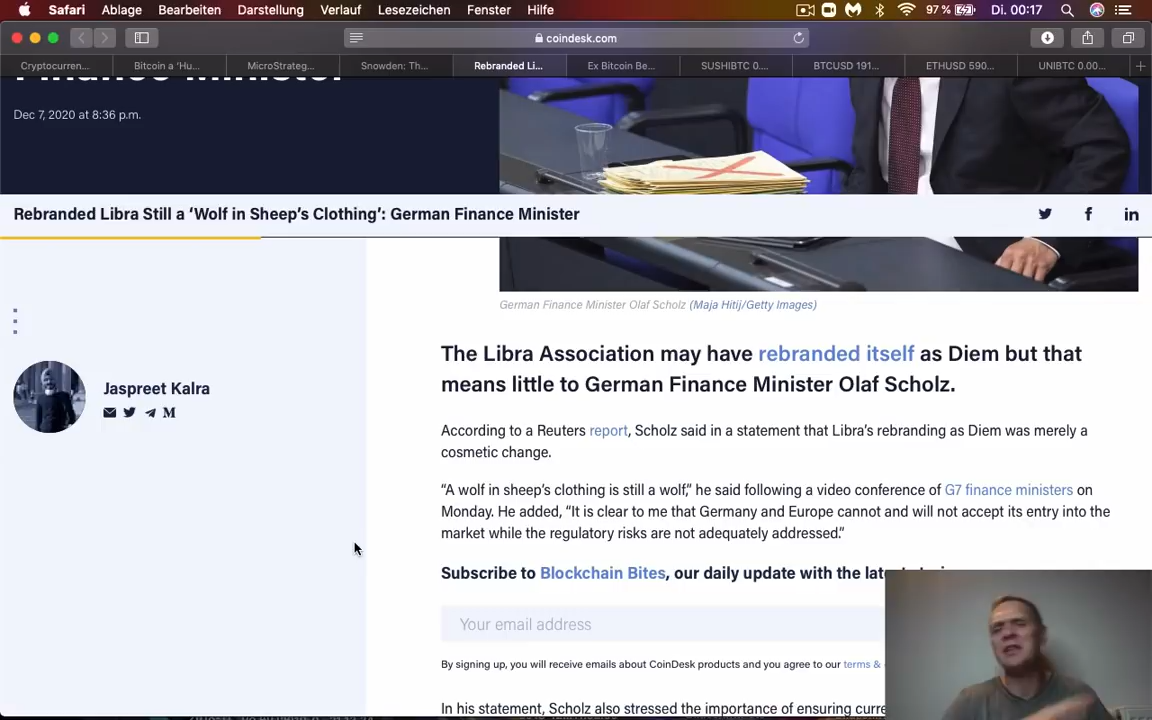 Safari Ablage Bearbeiten Darstellung Verlauf Lesezeichen Fenster Hilfe 97 % Di. 00:17
coindesk.com
Cryptocurren... Bitcoin a 'Hu... MicroStrateg... Snowden: Th... Rebranded Li... Ex Bitcoin Be... SUSHIBTC 0.... BTCUSD 191... ETHUSD 590... UNIBTC 0.00...
Finance Minister
Dec 7, 2020 at 8:36 p.m.
Rebranded Libra Still a ‘Wolf in Sheep’s Clothing’: German Finance Minister
German Finance Minister Olaf Scholz (Maja Hitij/Getty Images)
The Libra Association may have rebranded itself as Diem but that
means little to German Finance Minister Olaf Scholz.
Jaspreet Kalra
According to a Reuters report, Scholz said in a statement that Libra’s rebranding as Diem was merely a
cosmetic change.
“A wolf in sheep’s clothing is still a wolf,” he said following a video conference of G7 finance ministers on
Monday. He added, “It is clear to me that Germany and Europe cannot and will not accept its entry into the
market while the regulatory risks are not adequately addressed.”
Subscribe to Blockchain Bites, our daily update with the
Your email address
By signing up, you will receive emails about CoinDesk products and you agree to our terms &
In his statement, Scholz also stressed the importance of ensuring